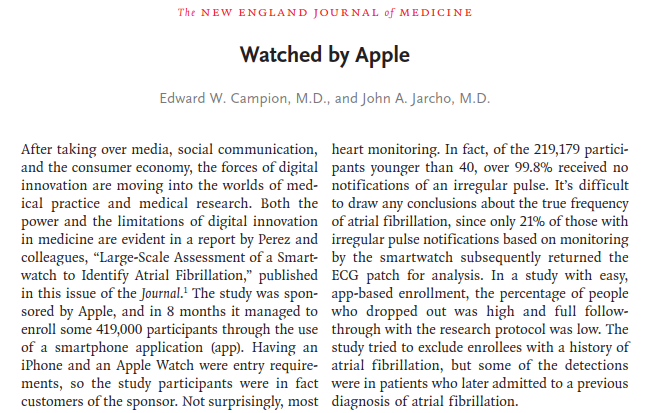 The NEW ENGLAND JOURNAL of MEDICINE
Watched by Apple
Edward W. Campion, M.D., and John A. Jarcho, M.D.
After taking over media, social communication,
and the consumer economy, the forces of digital
innovation are moving into the worlds of med-
ical practice and medical research. Both the
power and the limitations of digital innovation
in medicine are evident in a report by Perez and
colleagues, “Large-Scale Assessment of a Smart-
watch to Identify Atrial Fibrillation,” published
in this issue of the Journal.¹ The study was spon-
sored by Apple, and in 8 months it managed to
enroll some 419,000 participants through the use
of a smartphone application (app). Having an
iPhone and an Apple Watch were entry require-
ments, so the study participants were in fact
customers of the sponsor. Not surprisingly, most
heart monitoring. In fact, of the 219,179 partici-
pants younger than 40, over 99.8% received no
notifications of an irregular pulse. It’s difficult
to draw any conclusions about the true frequency
of atrial fibrillation, since only 21% of those with
irregular pulse notifications based on monitoring
by the smartwatch subsequently returned the
ECG patch for analysis. In a study with easy,
app-based enrollment, the percentage of people
who dropped out was high and full follow-
through with the research protocol was low. The
study tried to exclude enrollees with a history of
atrial fibrillation, but some of the detections
were in patients who later admitted to a previous
diagnosis of atrial fibrillation.